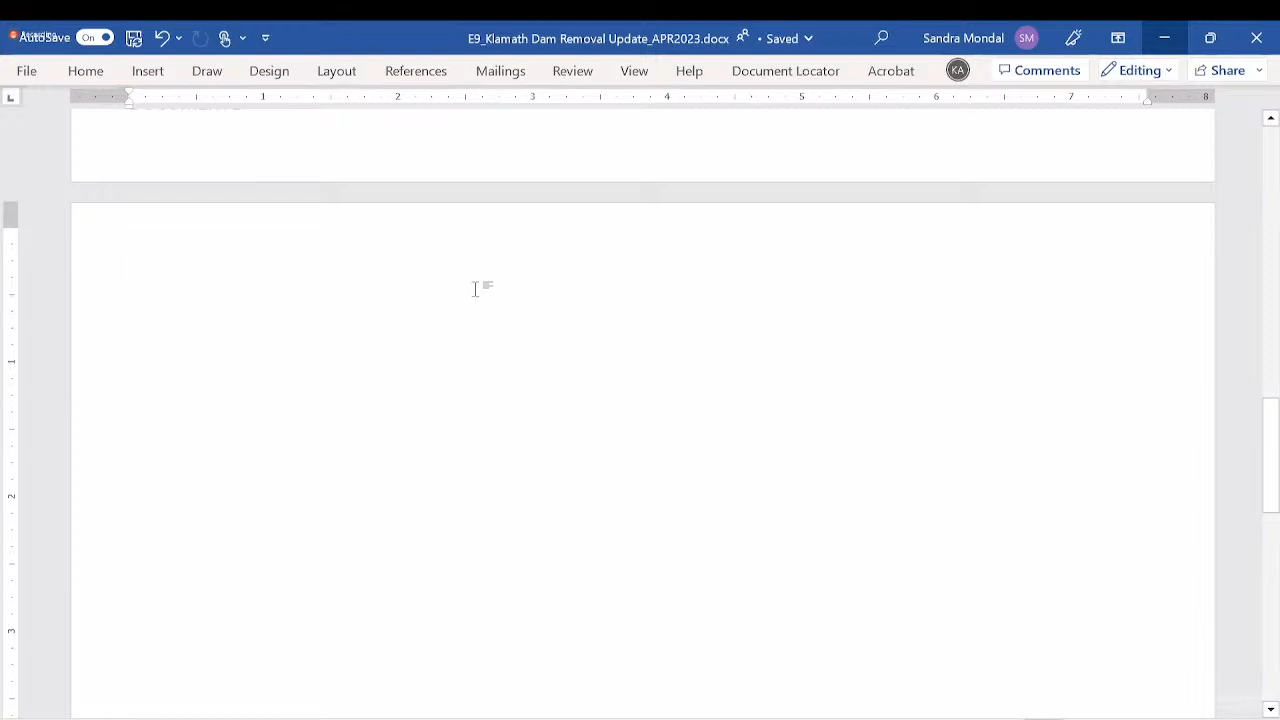 AutoSave On E9_Klamath Dam Removal Update_APR2023.docx • Saved Sandra Mondal SM
File Home Insert Draw Design Layout References Mailings Review View Help Document Locator Acrobat KA Comments Editing Share
1 2 3 4 5 6 7 8
1
2
3